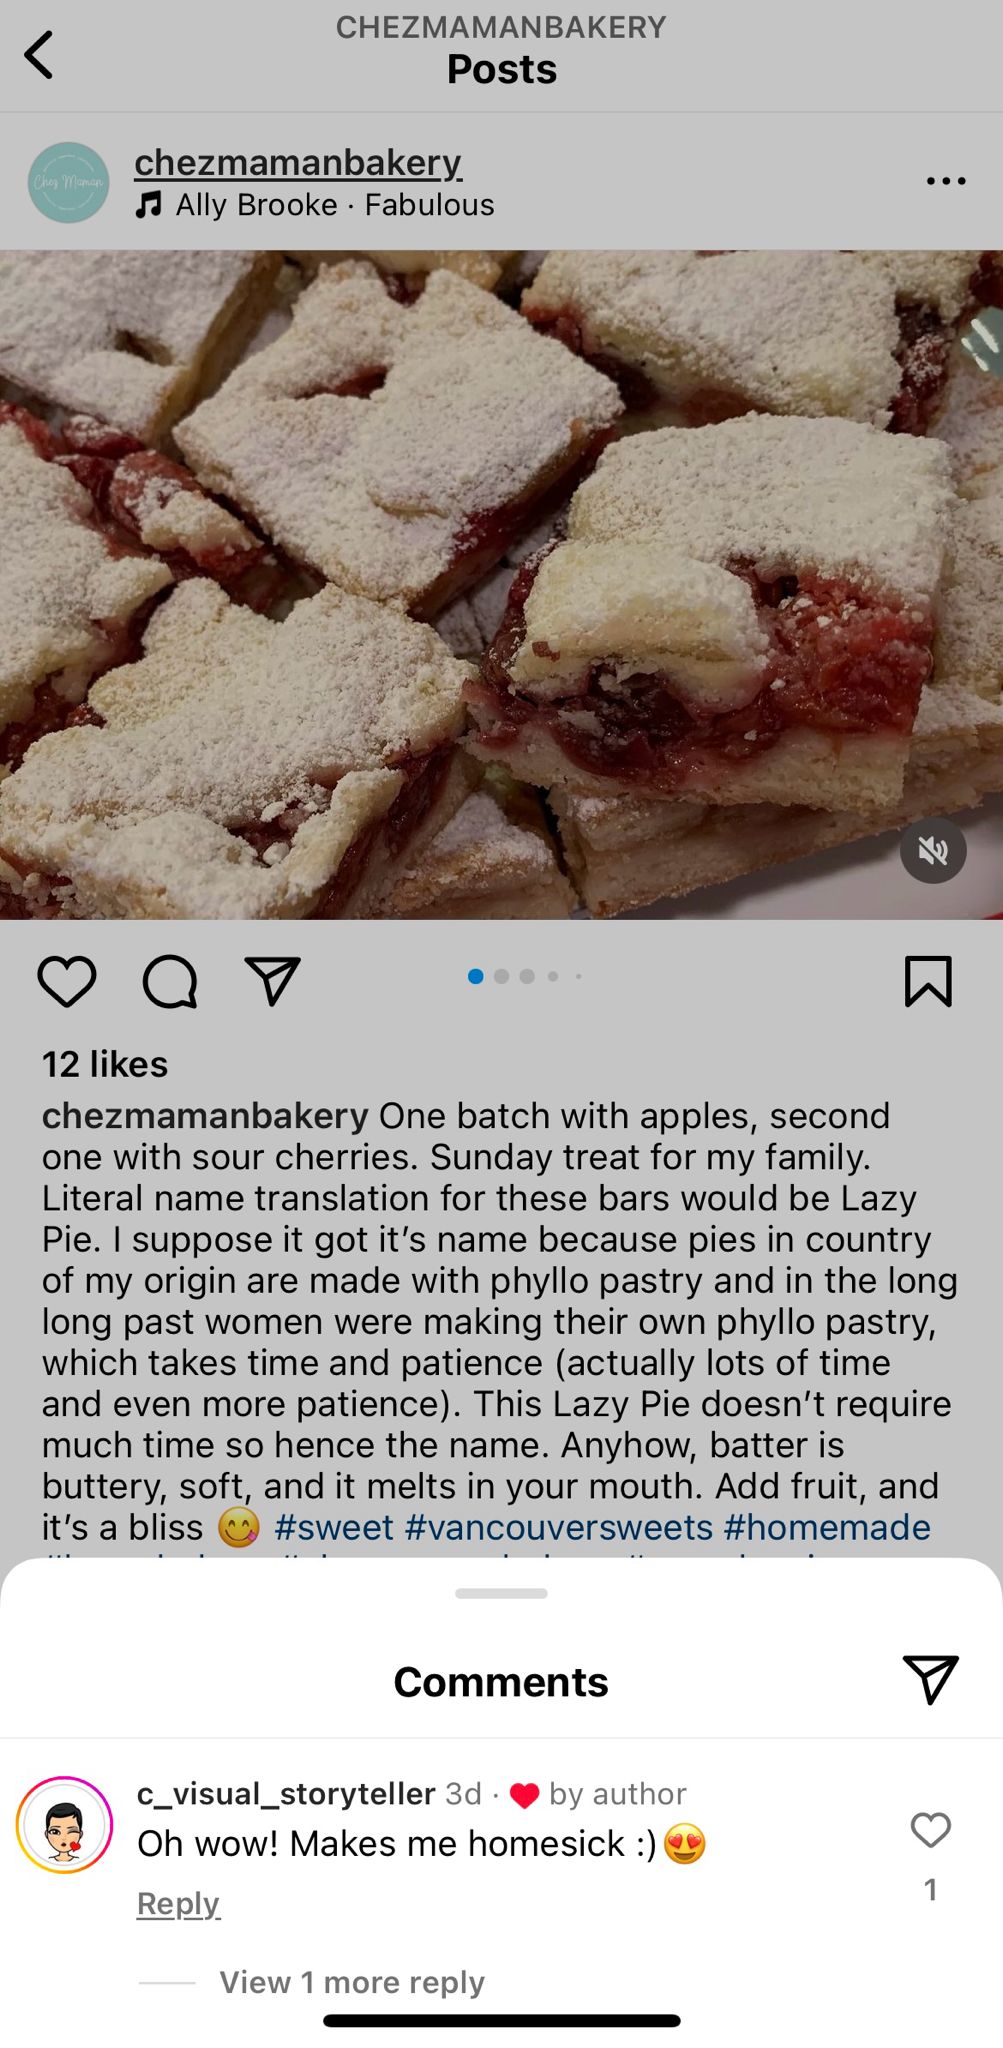 CHEZMAMANBAKERY
Posts
Chez Maman
chezmamanbakery
Ally Brooke · Fabulous
12 likes
chezmamanbakery One batch with apples, second
one with sour cherries. Sunday treat for my family.
Literal name translation for these bars would be Lazy
Pie. I suppose it got it’s name because pies in country
of my origin are made with phyllo pastry and in the long
long past women were making their own phyllo pastry,
which takes time and patience (actually lots of time
and even more patience). This Lazy Pie doesn’t require
much time so hence the name. Anyhow, batter is
buttery, soft, and it melts in your mouth. Add fruit, and
it’s a bliss 😋 #sweet #vancouversweets #homemade
Comments
c_visual_storyteller 3d · ❤️ by author
Oh wow! Makes me homesick :)😍
1
Reply
View 1 more reply